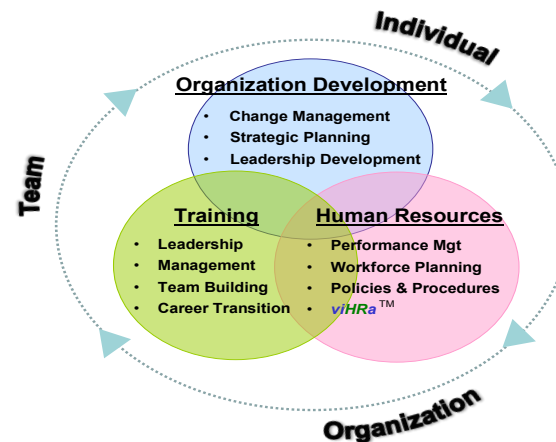 Individual
Organization Development
• Change Management
• Strategic Planning
• Leadership Development
Team
Training
• Leadership
• Management
• Team Building
• Career Transition
Human Resources
• Performance Mgt
• Workforce Planning
• Policies & Procedures
• viHRa™
Organization